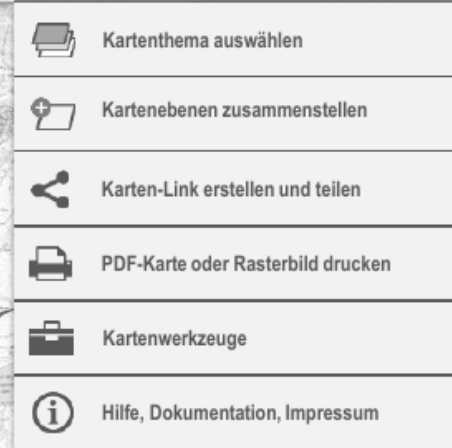 Kartenthema auswählen
Kartenebenen zusammenstellen
Karten-Link erstellen und teilen
PDF-Karte oder Rasterbild drucken
Kartenwerkzeuge
Hilfe, Dokumentation, Impressum